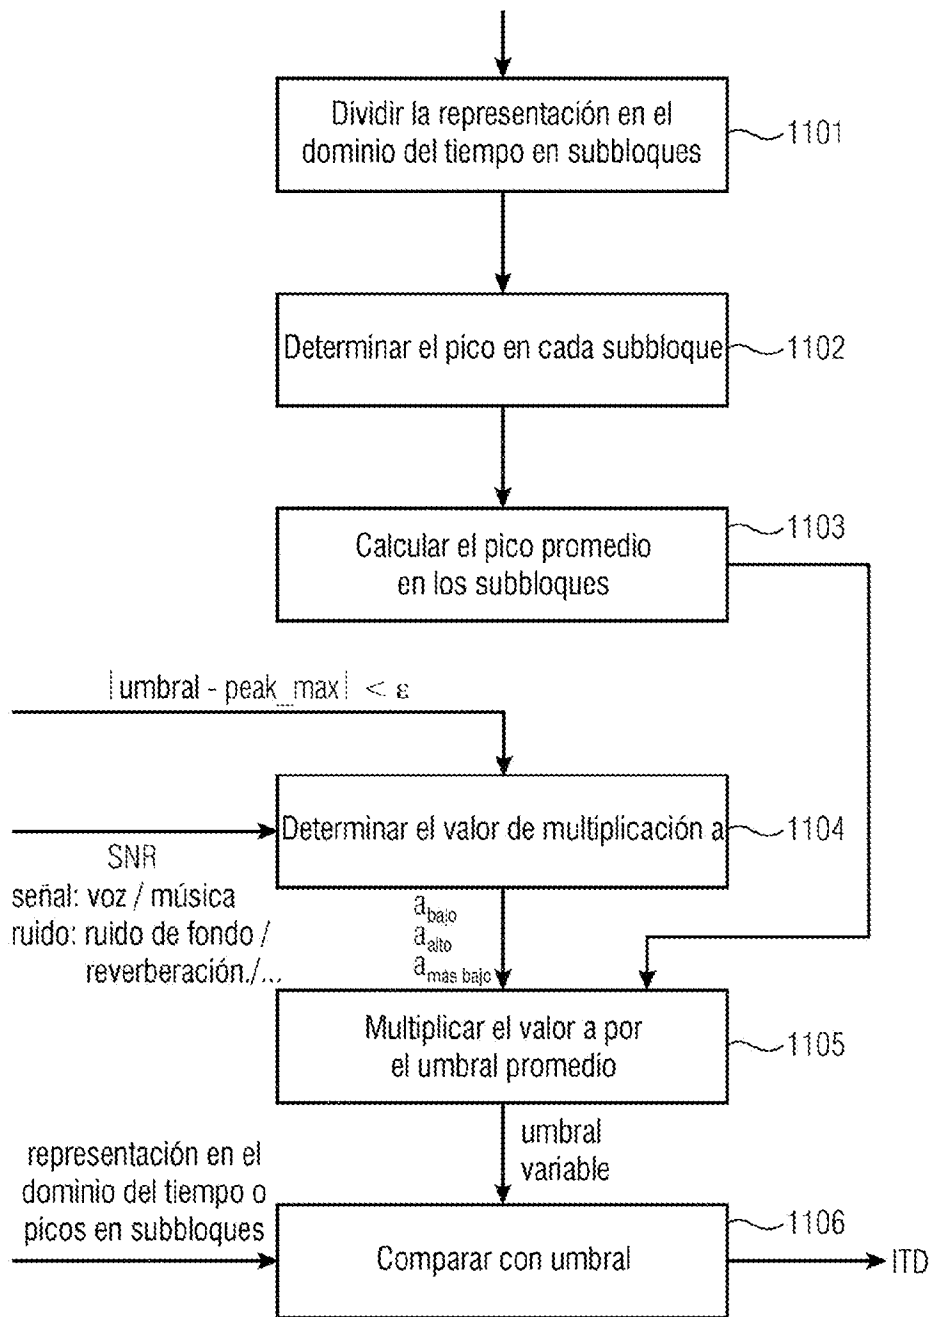 Dividir la representación en el
dominio del tiempo en subbloques
1101
Determinar el pico en cada subbloque
1102
Calcular el pico promedio
en los subbloques
1103
|umbral - peak_max| < ε
Determinar el valor de multiplicación a
1104
SNR
señal: voz / música
ruido: ruido de fondo /
reverberación./...
a bajo
a alto
a más bajo
Multiplicar el valor a por
el umbral promedio
1105
umbral
variable
representación en el
dominio del tiempo o
picos en subbloques
Comparar con umbral
1106
ITD